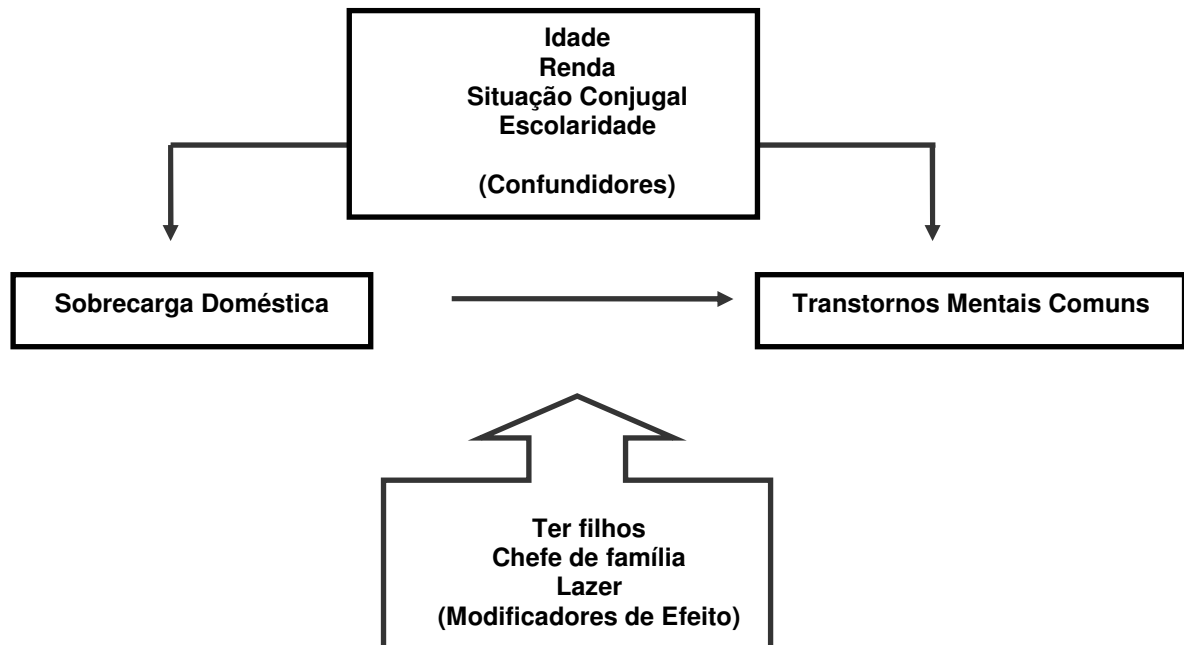 Idade
Renda
Situação Conjugal
Escolaridade
(Confundidores)
Sobrecarga Doméstica
Transtornos Mentais Comuns
Ter filhos
Chefe de família
Lazer
(Modificadores de Efeito)